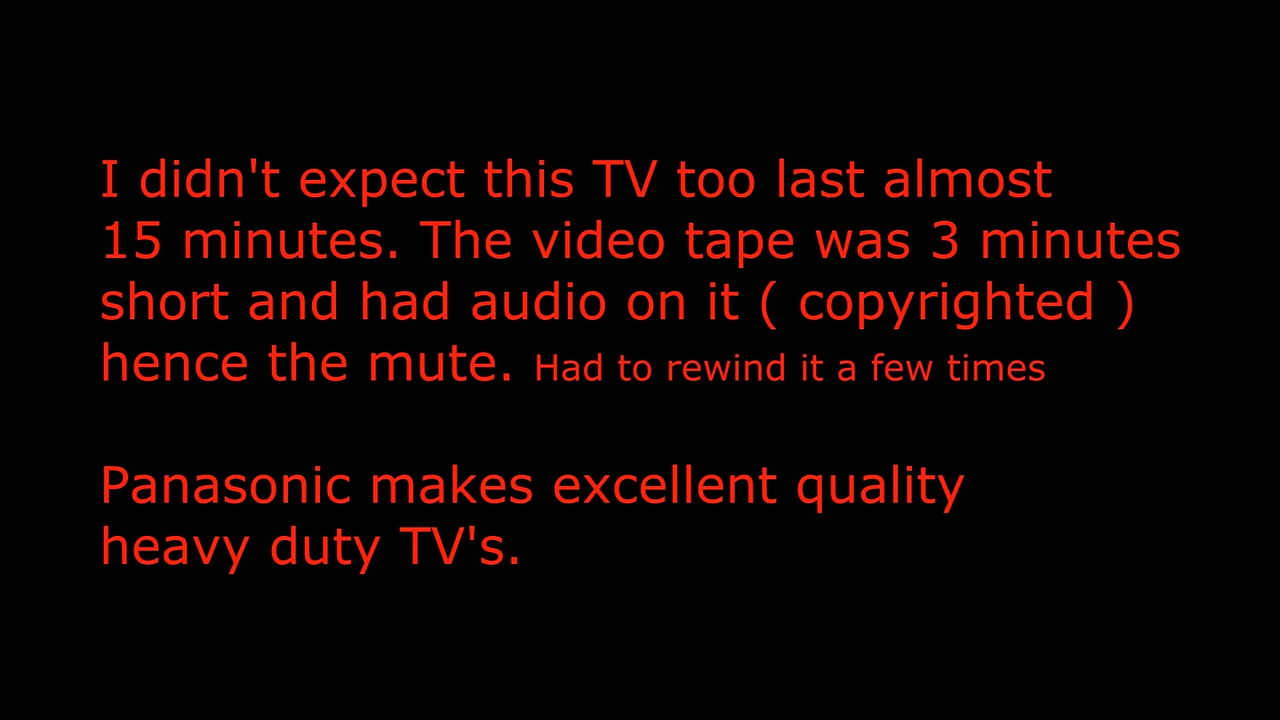 I didn't expect this TV too last almost
15 minutes. The video tape was 3 minutes
short and had audio on it ( copyrighted )
hence the mute. Had to rewind it a few times
Panasonic makes excellent quality
heavy duty TV's.